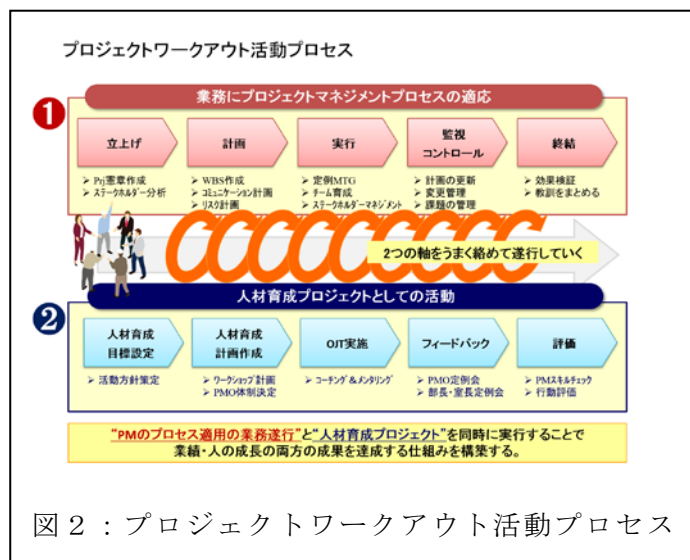 プロジェクトワークアウト活動プロセス
❶
業務にプロジェクトマネジメントプロセスの適応
立上げ
計画
実行
監視
コントロール
終結
➢ Prj憲章作成
➢ ステークホルダー分析
➢ WBS作成
➢ コミュニケーション計画
➢ リスク計画
➢ 定例MTG
➢ チーム育成
➢ ステークホルダーマネジメント
➢ 計画の更新
➢ 変更管理
➢ 課題の管理
➢ 効果検証
➢ 教訓をまとめる
2つの軸をうまく絡めて遂行していく
人材育成プロジェクトとしての活動
❷
人材育成
目標設定
人材育成
計画作成
OJT実施
フィードバック
評価
➢ 活動方針策定
➢ ワークショップ計画
➢ PMO体制決定
➢ コーチング&メンタリング
➢ PMO定例会
➢ 部長・室長定例会
➢ PMスキルチェック
➢ 行動評価
“PMのプロセス適用の業務遂行”と“人材育成プロジェクト”を同時に実行することで
業績・人の成長の両方の成果を達成する仕組みを構築する。
図2：プロジェクトワークアウト活動プロセス